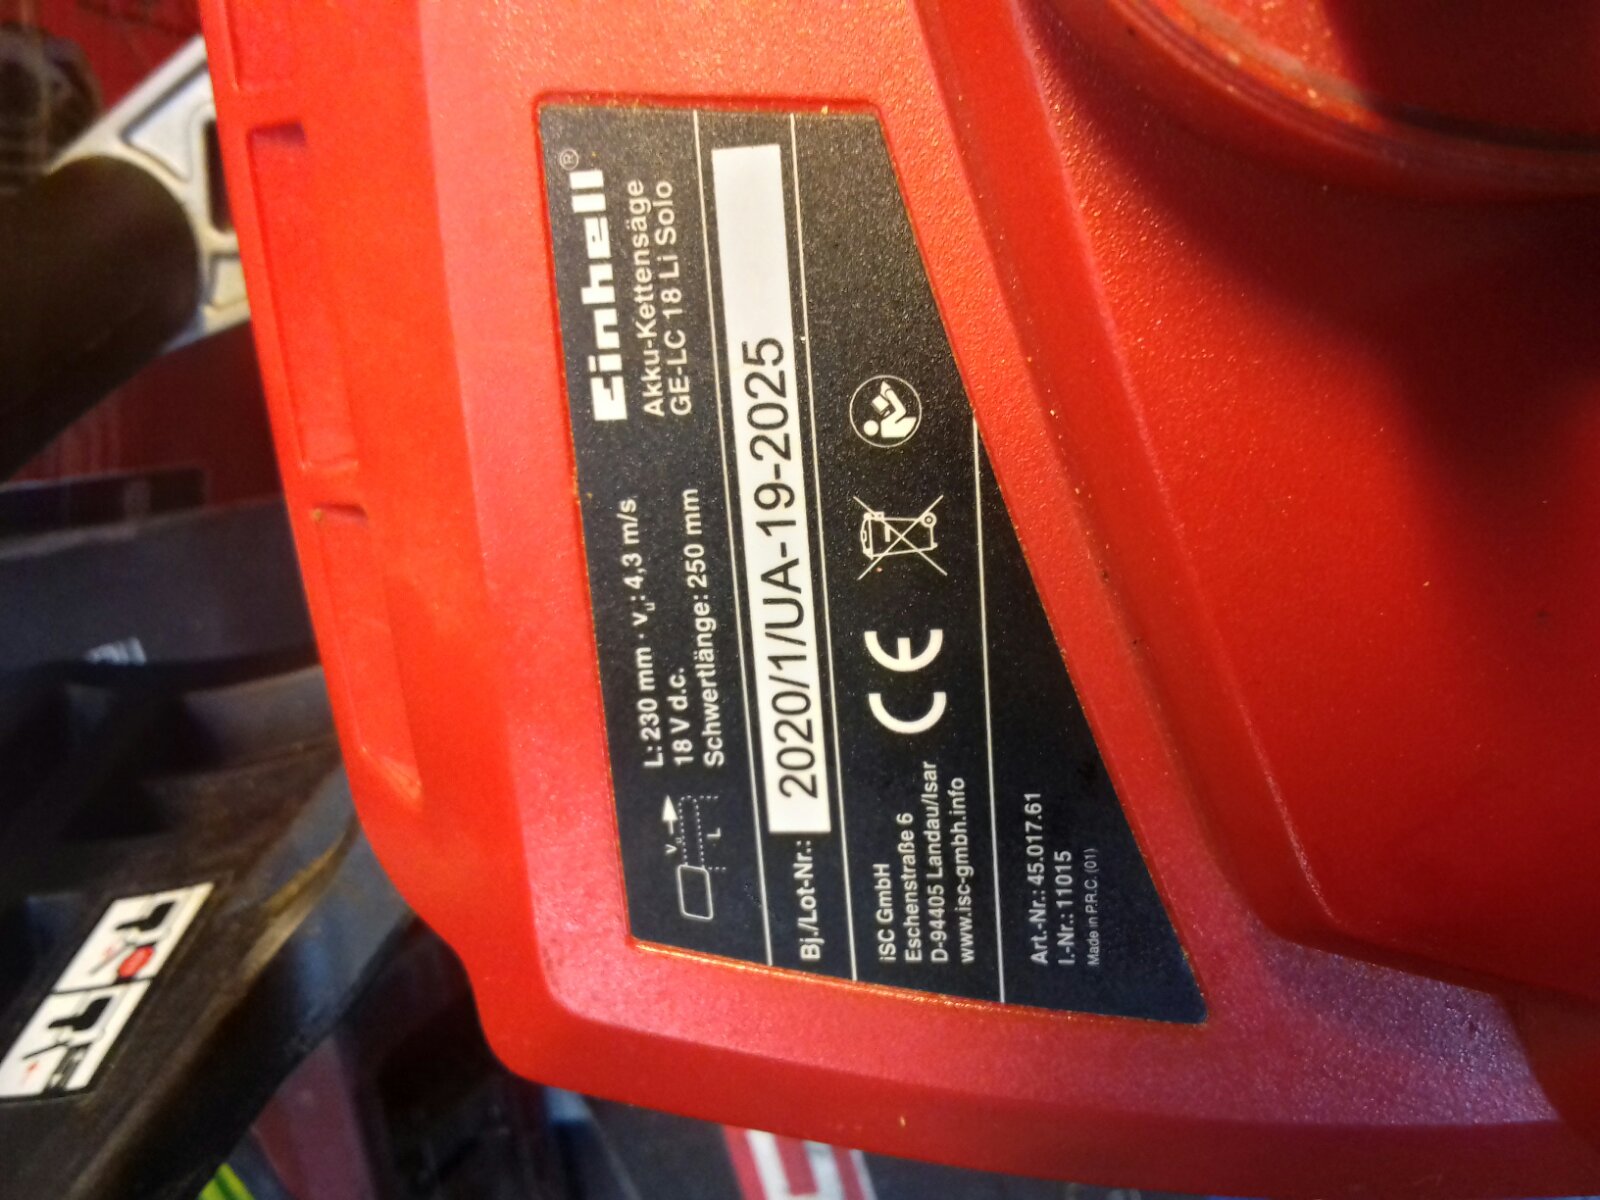 Einhell®
Akku-Kettensäge
GE-LC 18 Li Solo
L: 230 mm · vu: 4,3 m/s
18 V d.c.
Schwertlänge: 250 mm
Vu
L
Bj./Lot-Nr.: 2020/1/UA-19-2025
CE
iSC GmbH
Eschenstraße 6
D-94405 Landau/Isar
www.isc-gmbh.info
Art.-Nr.: 45.017.61
I.-Nr.: 11015
Made in P.R.C. (01)